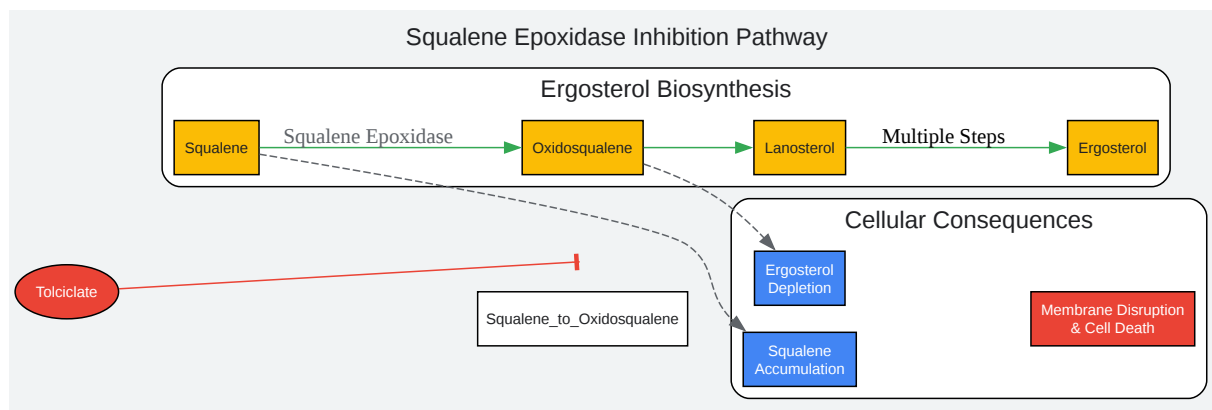 Squalene Epoxidase Inhibition Pathway
Ergosterol Biosynthesis
Squalene
Squalene Epoxidase
Oxidosqualene
Lanosterol
Multiple Steps
Ergosterol
Cellular Consequences
Tolciclate
Squalene_to_Oxidosqualene
Ergosterol
Depletion
Squalene
Accumulation
Membrane Disruption
& Cell Death